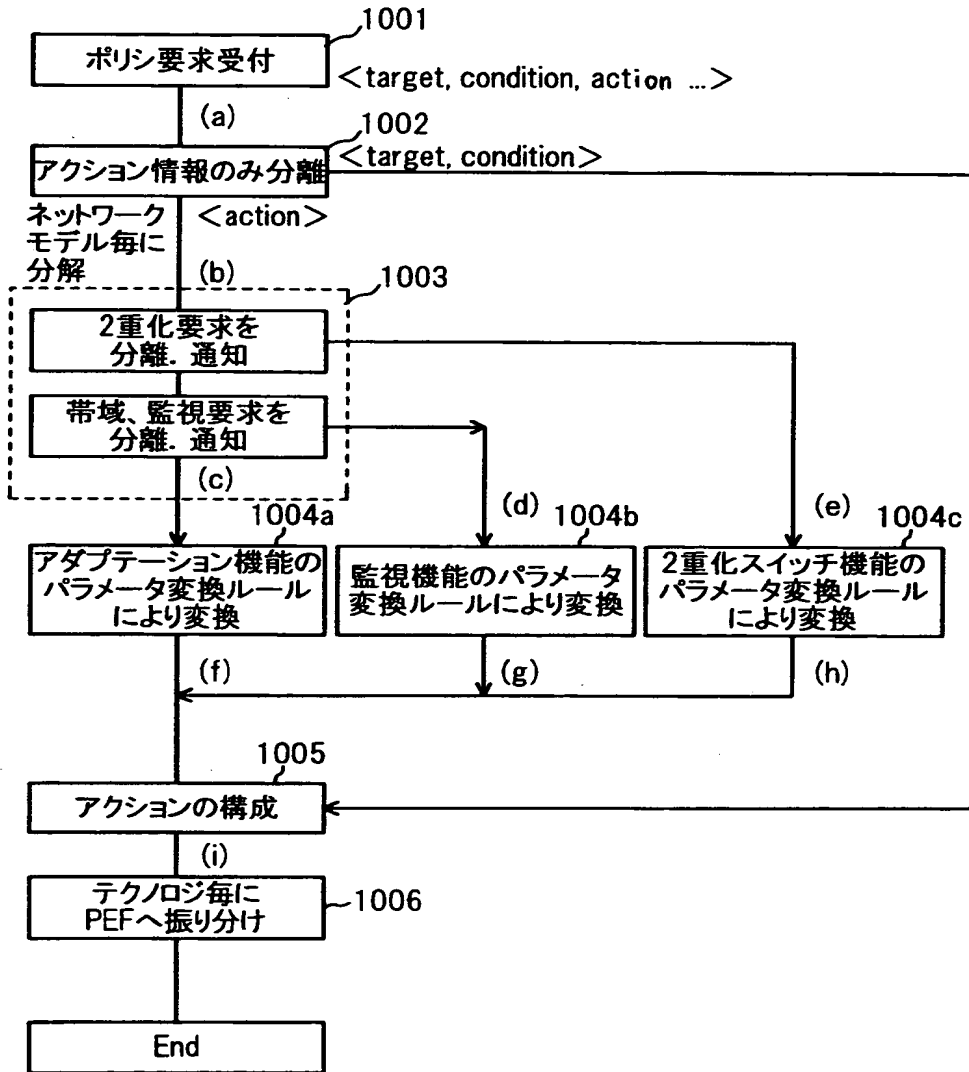 1001
ポリシ要求受付
<target, condition, action ...>
(a)
1002
アクション情報のみ分離
<target, condition>
ネットワーク
モデル毎に
分解
<action>
(b)
1003
2重化要求を
分離. 通知
帯域、監視要求を
分離. 通知
(c)
(d)
(e)
1004a
アダプテーション機能の
パラメータ変換ルール
により変換
1004b
監視機能のパラメータ
変換ルールにより変換
1004c
2重化スイッチ機能の
パラメータ変換ルール
により変換
(f)
(g)
(h)
1005
アクションの構成
(i)
テクノロジ毎に
PEFへ振り分け
1006
End